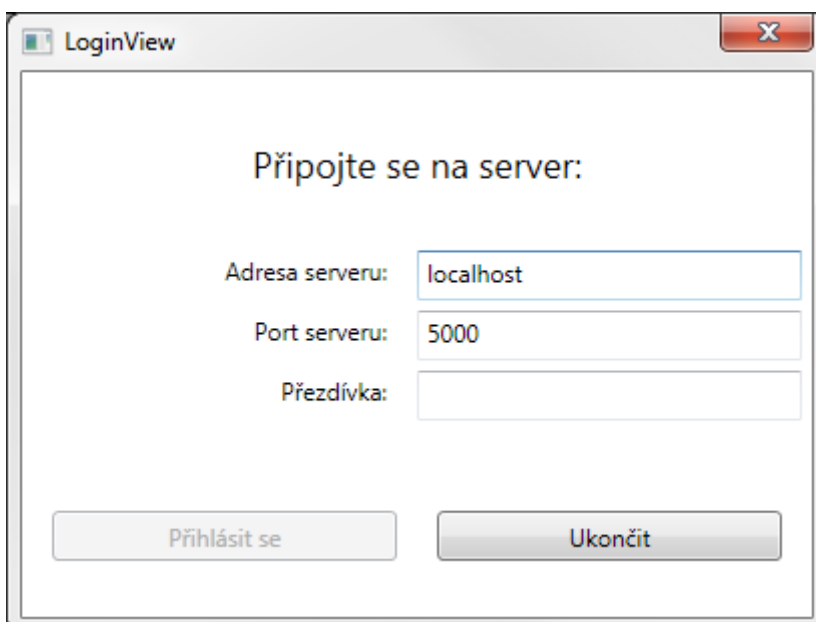 LoginView
Připojte se na server:
Adresa serveru: localhost
Port serveru: 5000
Přezdívka:
Přihlásit se Ukončit